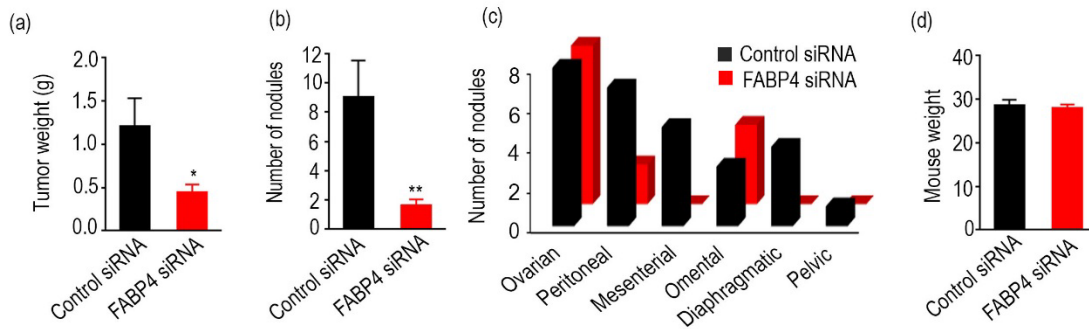 (a)
Tumor weight (g)
2.0
1.5
1.0
0.5
0.0
*
Control siRNA
FABP4 siRNA
(b)
Number of nodules
12
10
8
6
4
2
0
**
Control siRNA
FABP4 siRNA
(c)
Number of nodules
8
6
4
2
0
Control siRNA
FABP4 siRNA
Ovarian
Peritoneal
Mesenterial
Omental
Diaphragmatic
Pelvic
(d)
Mouse weight
40
30
20
10
0
Control siRNA
FABP4 siRNA